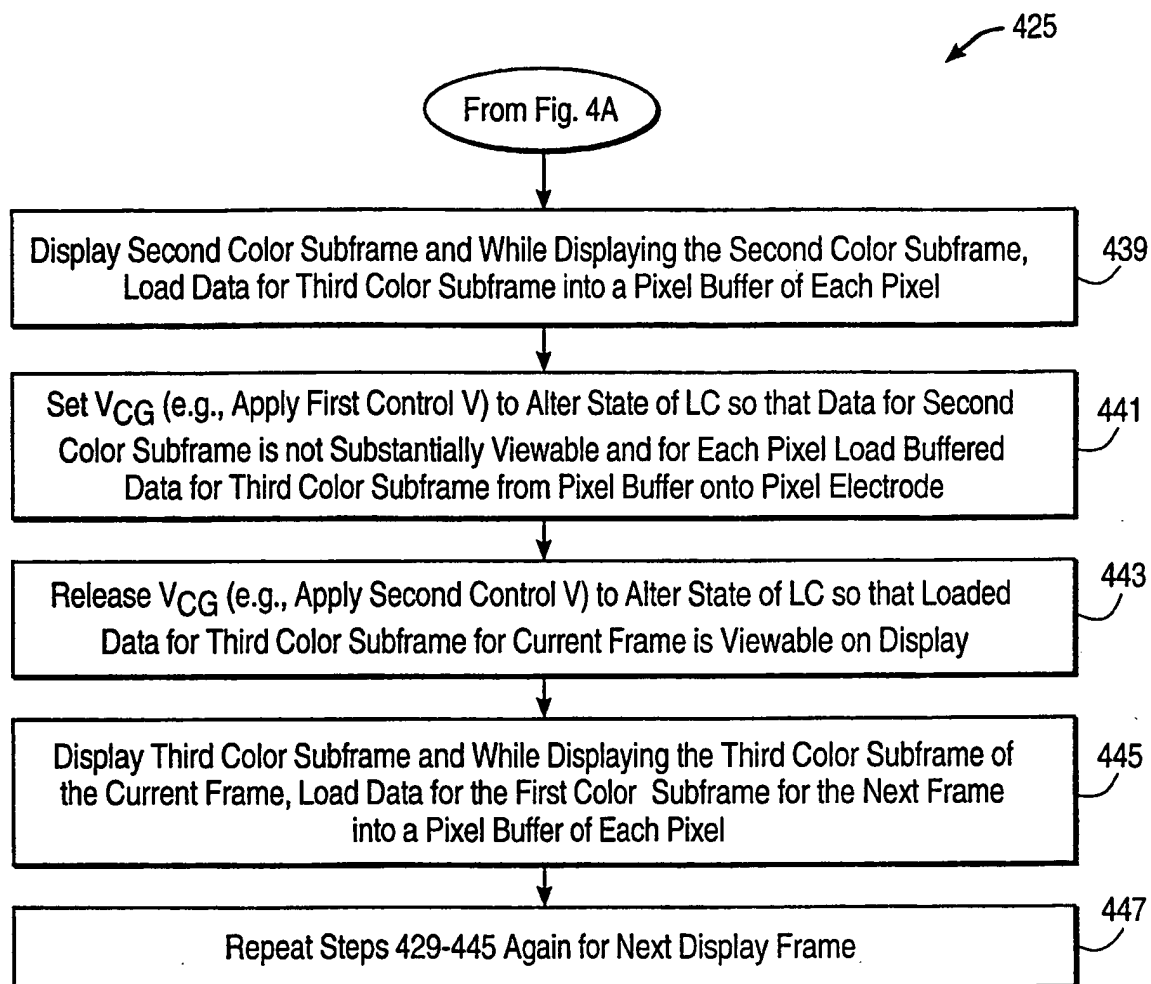 425
From Fig. 4A
Display Second Color Subframe and While Displaying the Second Color Subframe,
Load Data for Third Color Subframe into a Pixel Buffer of Each Pixel
439
Set VCG (e.g., Apply First Control V) to Alter State of LC so that Data for Second
Color Subframe is not Substantially Viewable and for Each Pixel Load Buffered
Data for Third Color Subframe from Pixel Buffer onto Pixel Electrode
441
Release VCG (e.g., Apply Second Control V) to Alter State of LC so that Loaded
Data for Third Color Subframe for Current Frame is Viewable on Display
443
Display Third Color Subframe and While Displaying the Third Color Subframe of
the Current Frame, Load Data for the First Color Subframe for the Next Frame
into a Pixel Buffer of Each Pixel
445
Repeat Steps 429-445 Again for Next Display Frame
447